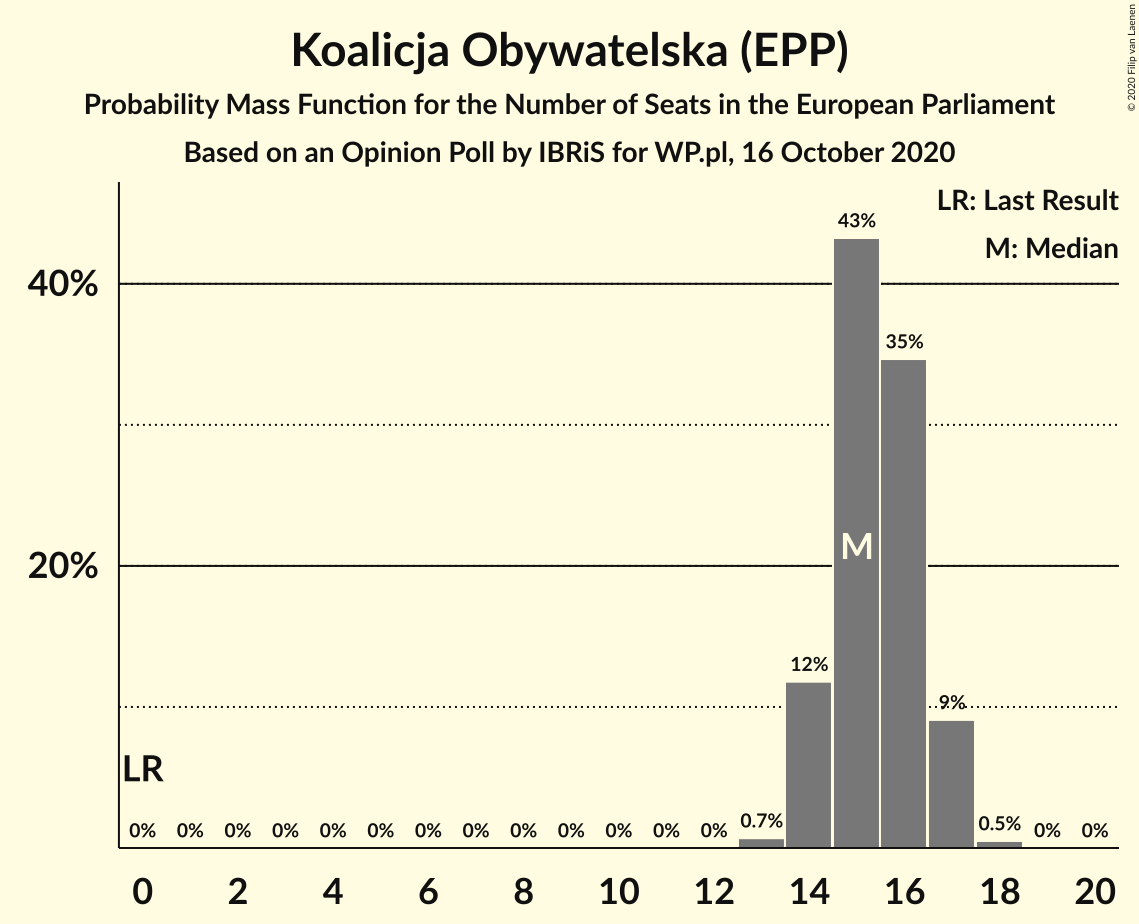 Koalicja Obywatelska (EPP)
Probability Mass Function for the Number of Seats in the European Parliament
Based on an Opinion Poll by IBRiS for WP.pl, 16 October 2020
© 2020 Filip van Laenen
LR: Last Result
M: Median
43%
40%
35%
M
20%
12%
9%
LR
0% 0% 0% 0% 0% 0% 0% 0% 0% 0% 0% 0% 0% 0.7% 0.5% 0% 0%
0 2 4 6 8 10 12 14 16 18 20